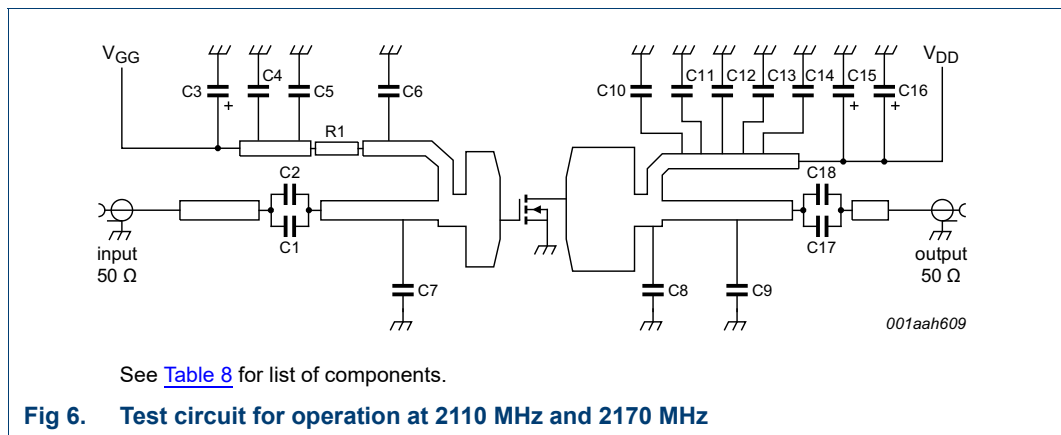 VGG
C3
+
C4
C5
C6
R1
C2
C1
input
50 Ω
C7
C10
C11
C12
C13
C14
C15
+
C16
+
VDD
C18
C17
output
50 Ω
C8
C9
001aah609
See Table 8 for list of components.
Fig 6. Test circuit for operation at 2110 MHz and 2170 MHz